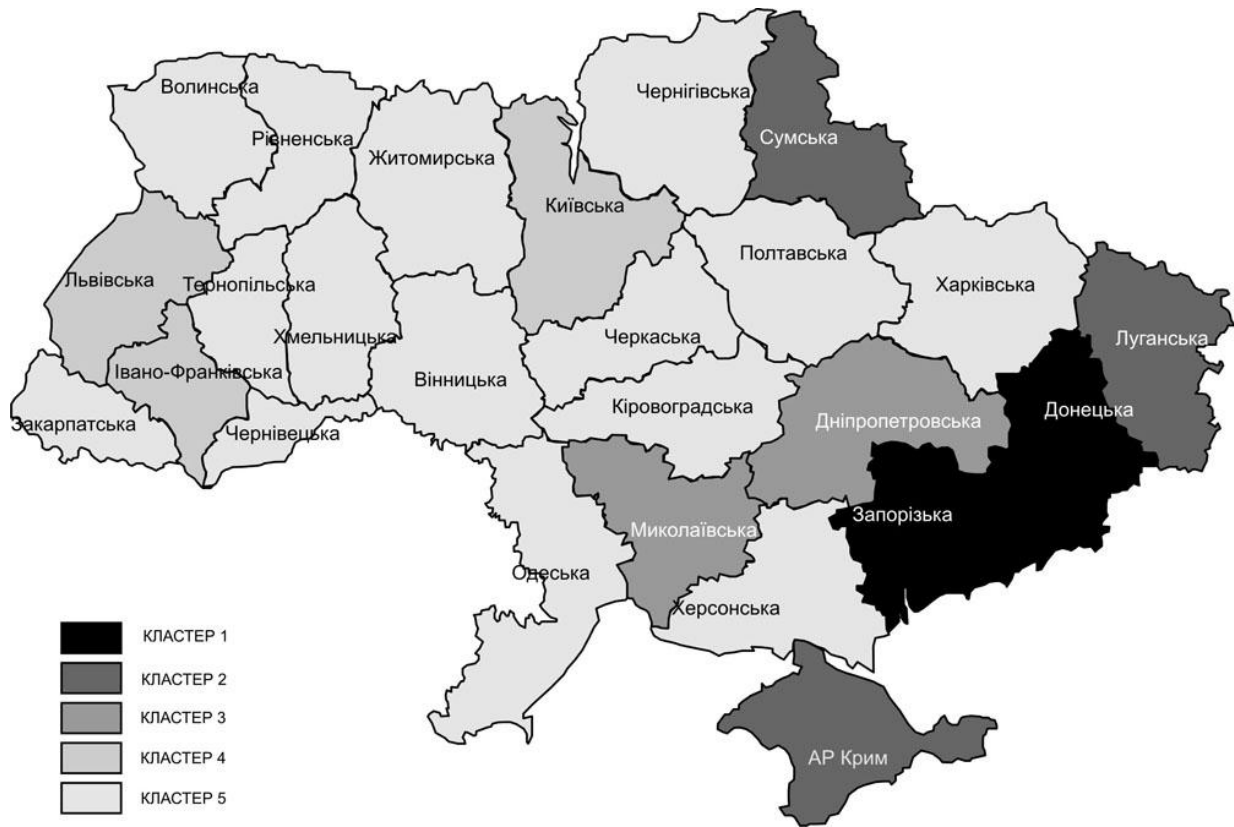 Волинська
Рівненська
Житомирська
Чернігівська
Сумська
Київська
Львівська
Тернопільська
Хмельницька
Полтавська
Харківська
Луганська
Черкаська
Вінницька
Івано-Франківська
Закарпатська
Чернівецька
Кіровоградська
Дніпропетровська
Донецька
Запорізька
Миколаївська
Одеська
Херсонська
АР Крим
КЛАСТЕР 1
КЛАСТЕР 2
КЛАСТЕР 3
КЛАСТЕР 4
КЛАСТЕР 5